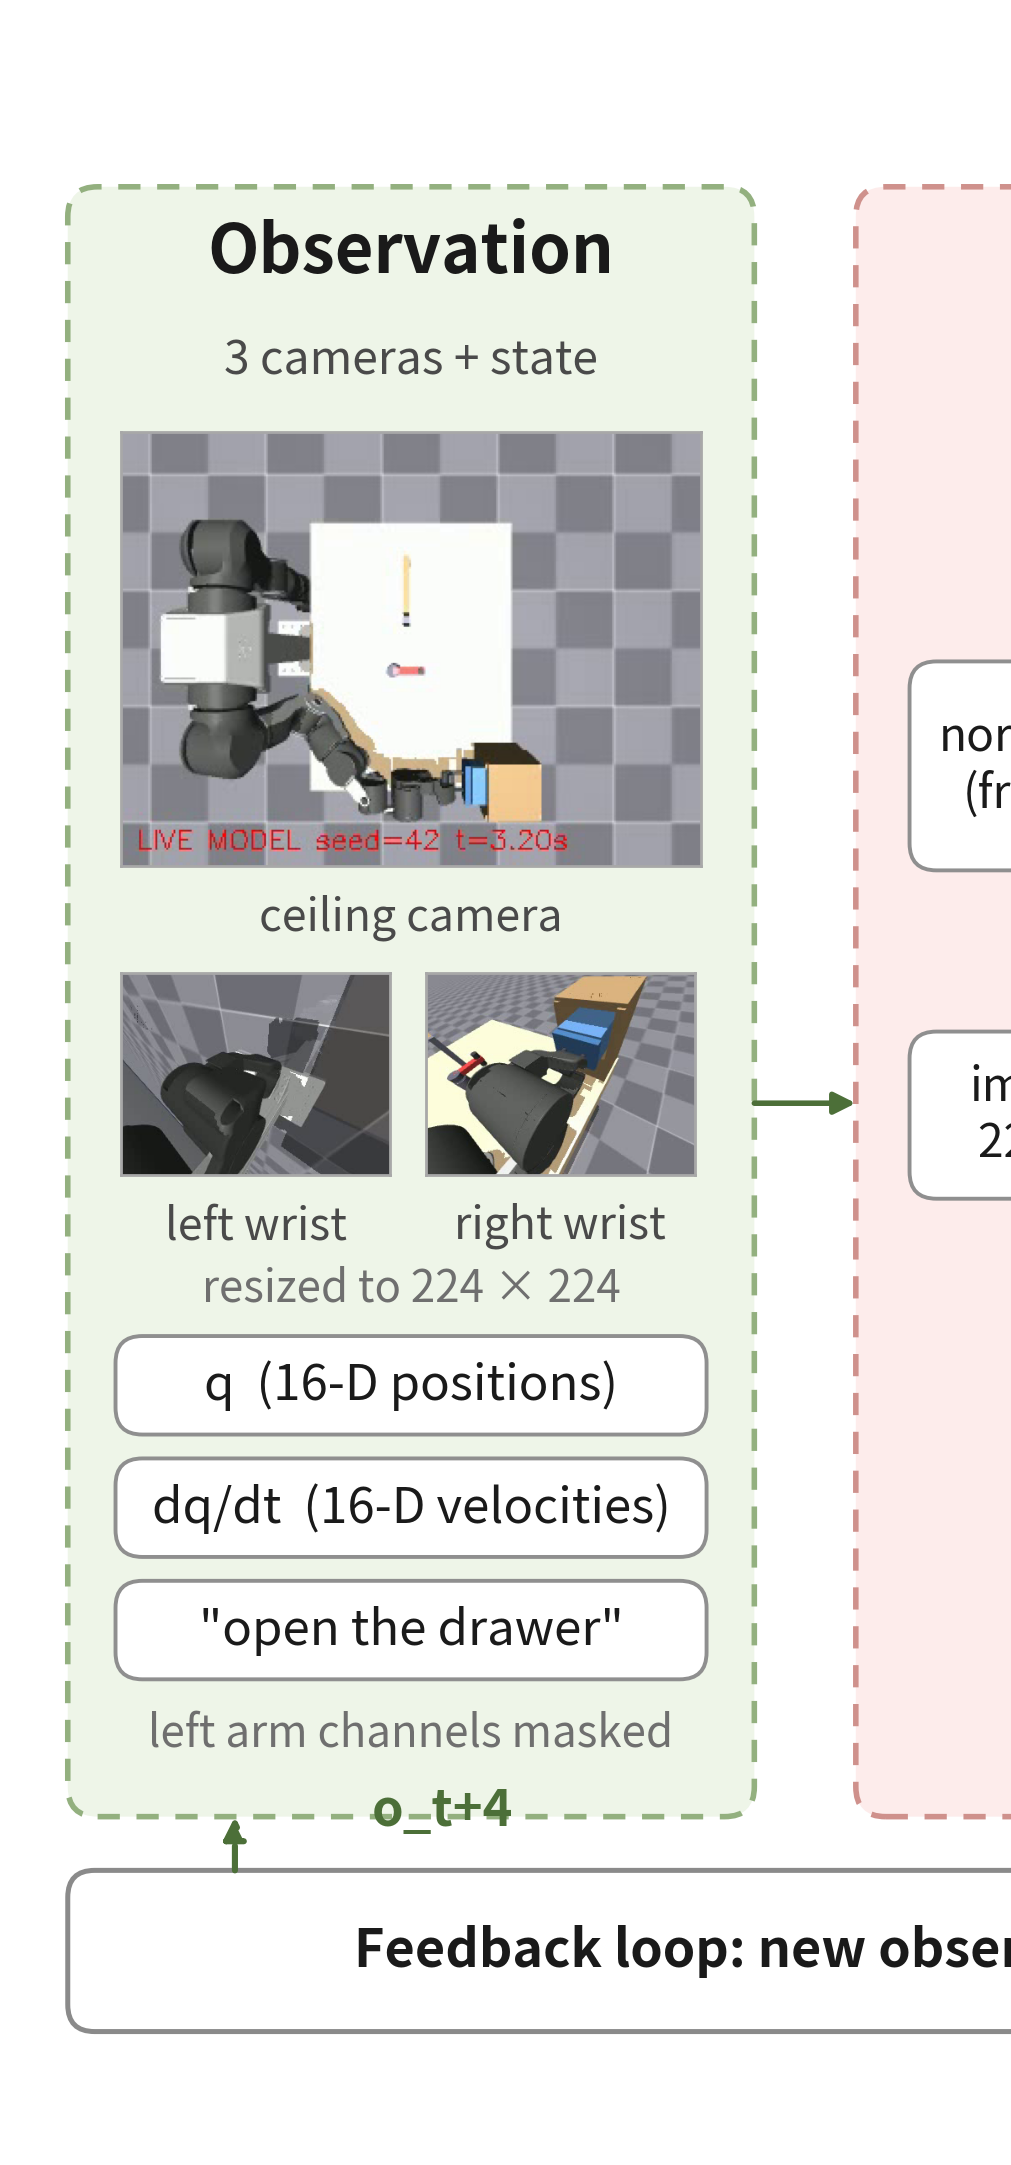 Observation
3 cameras + state
LIVE MODEL seed=42 t=3.20s
ceiling camera
left wrist
right wrist
resized to 224 × 224
q (16-D positions)
dq/dt (16-D velocities)
"open the drawer"
left arm channels masked
o_t+4
Feedback loop: new obser
nor
(fr
im
22